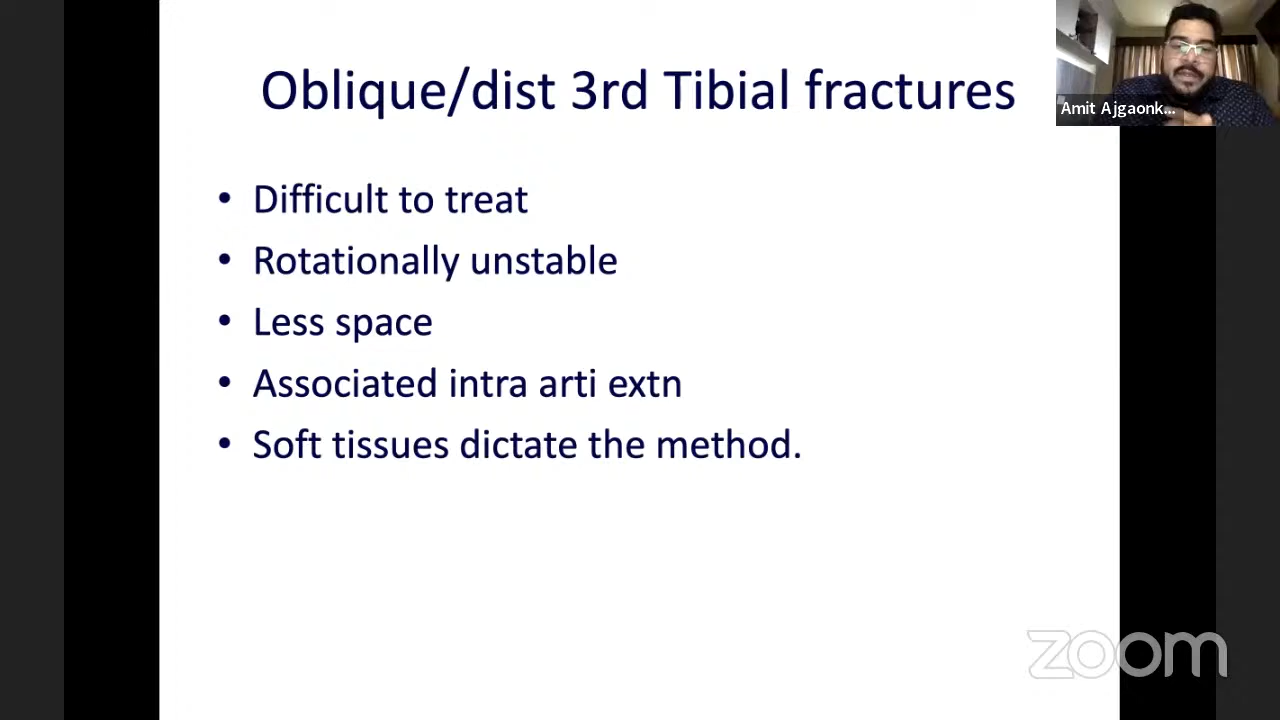 Oblique/dist 3rd Tibial fractures
Amit Ajgaonk...
• Difficult to treat
• Rotationally unstable
• Less space
• Associated intra arti extn
• Soft tissues dictate the method.
zoom